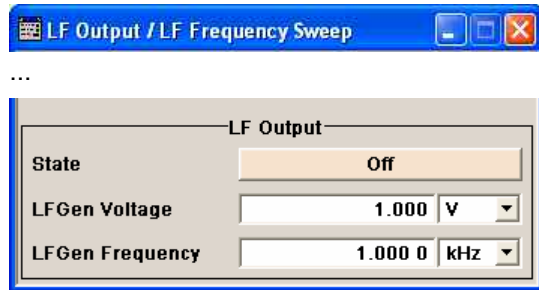 LF Output / LF Frequency Sweep
...
LF Output
State Off
LFGen Voltage 1.000 V
LFGen Frequency 1.000 0 kHz